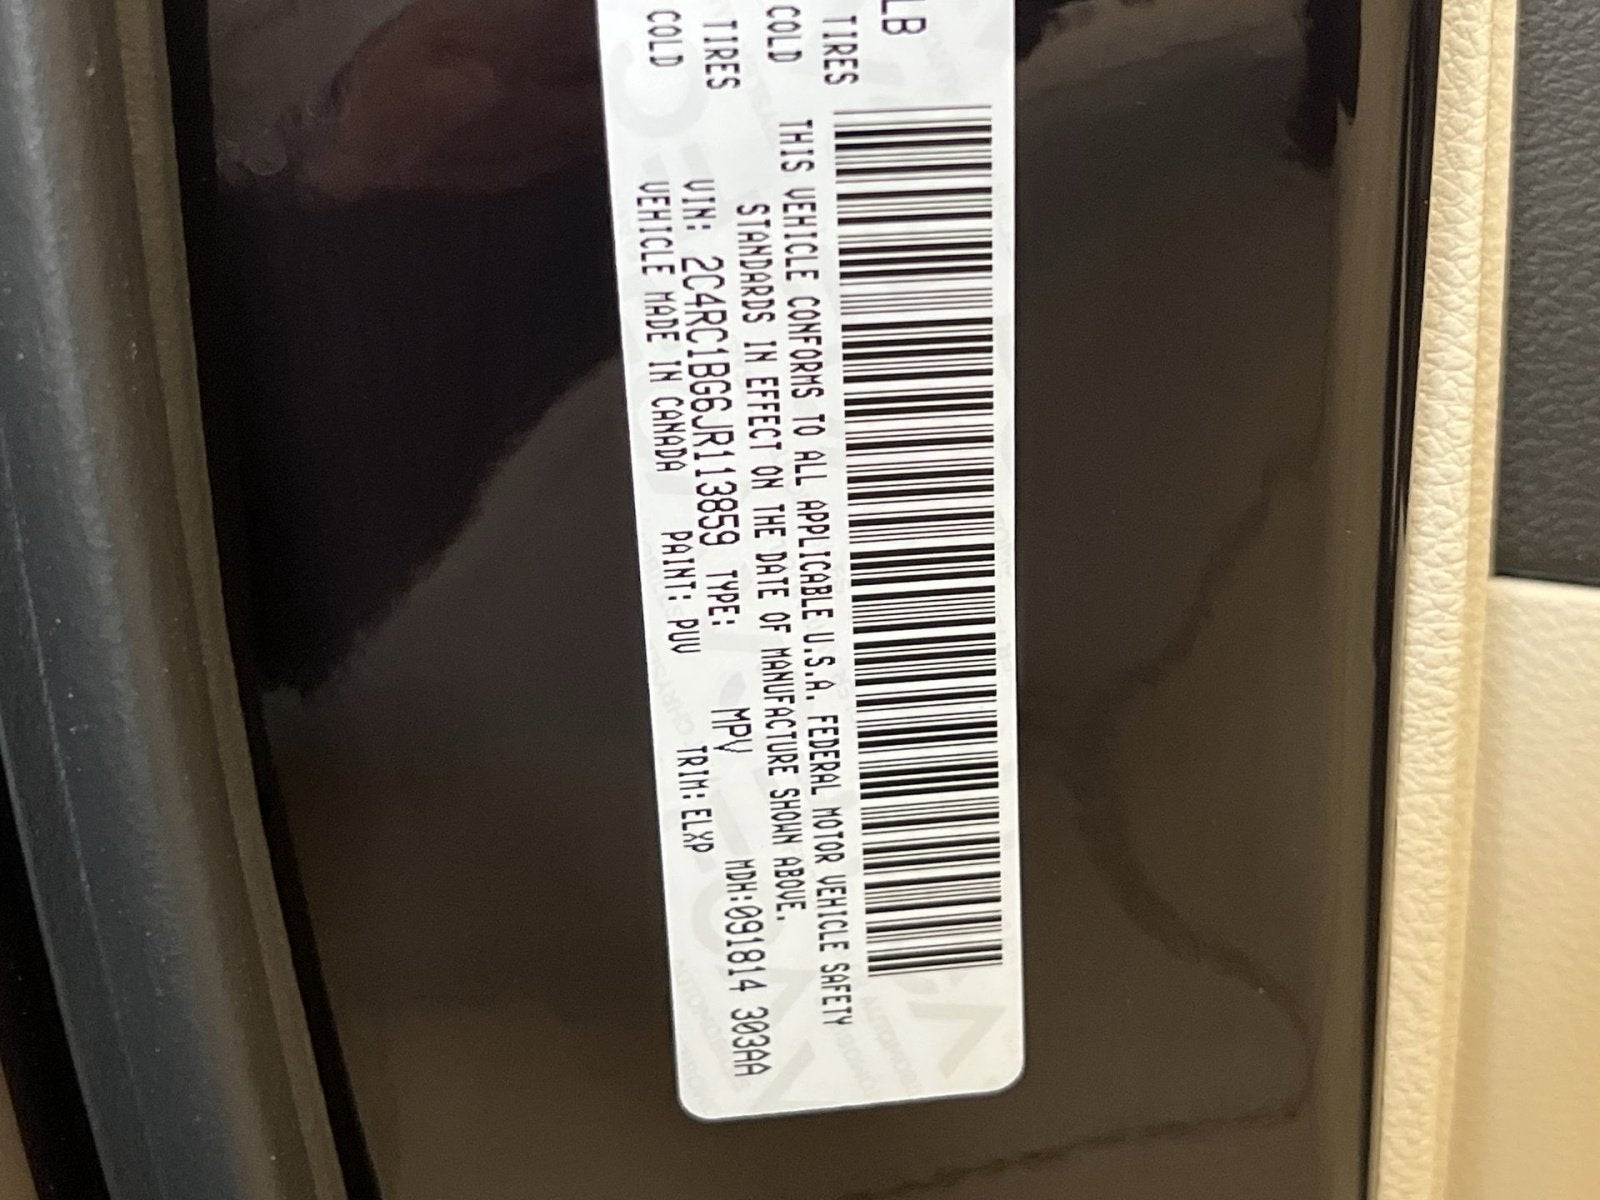 LB
TIRES
COLD THIS VEHICLE CONFORMS TO ALL APPLICABLE U.S.A. FEDERAL MOTOR VEHICLE SAFETY
STANDARDS IN EFFECT ON THE DATE OF MANUFACTURE SHOWN ABOVE.
TIRES VIN: 2C4RC1BG6JR113859 TYPE: MPV MDH:091814 303AA
COLD VEHICLE MADE IN CANADA PAINT: PUV TRIM:ELXP